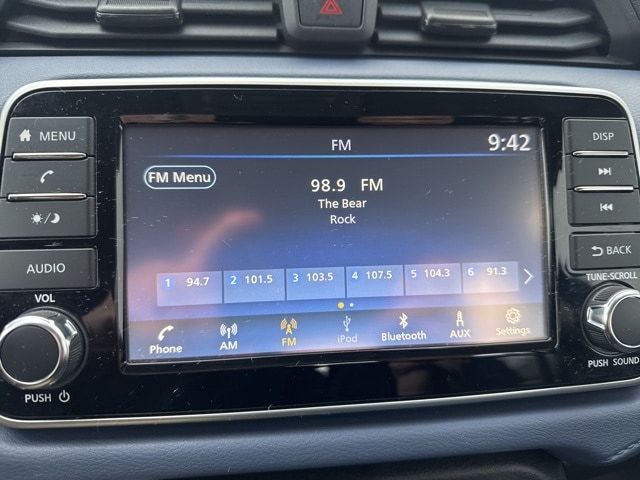 MENU
FM
9:42
DISP
FM Menu
98.9 FM
The Bear
Rock
BACK
AUDIO
VOL
TUNE·SCROLL
1 94.7 2 101.5 3 103.5 4 107.5 5 104.3 6 91.3
Phone AM FM iPod Bluetooth AUX Settings
PUSH
PUSH SOUND